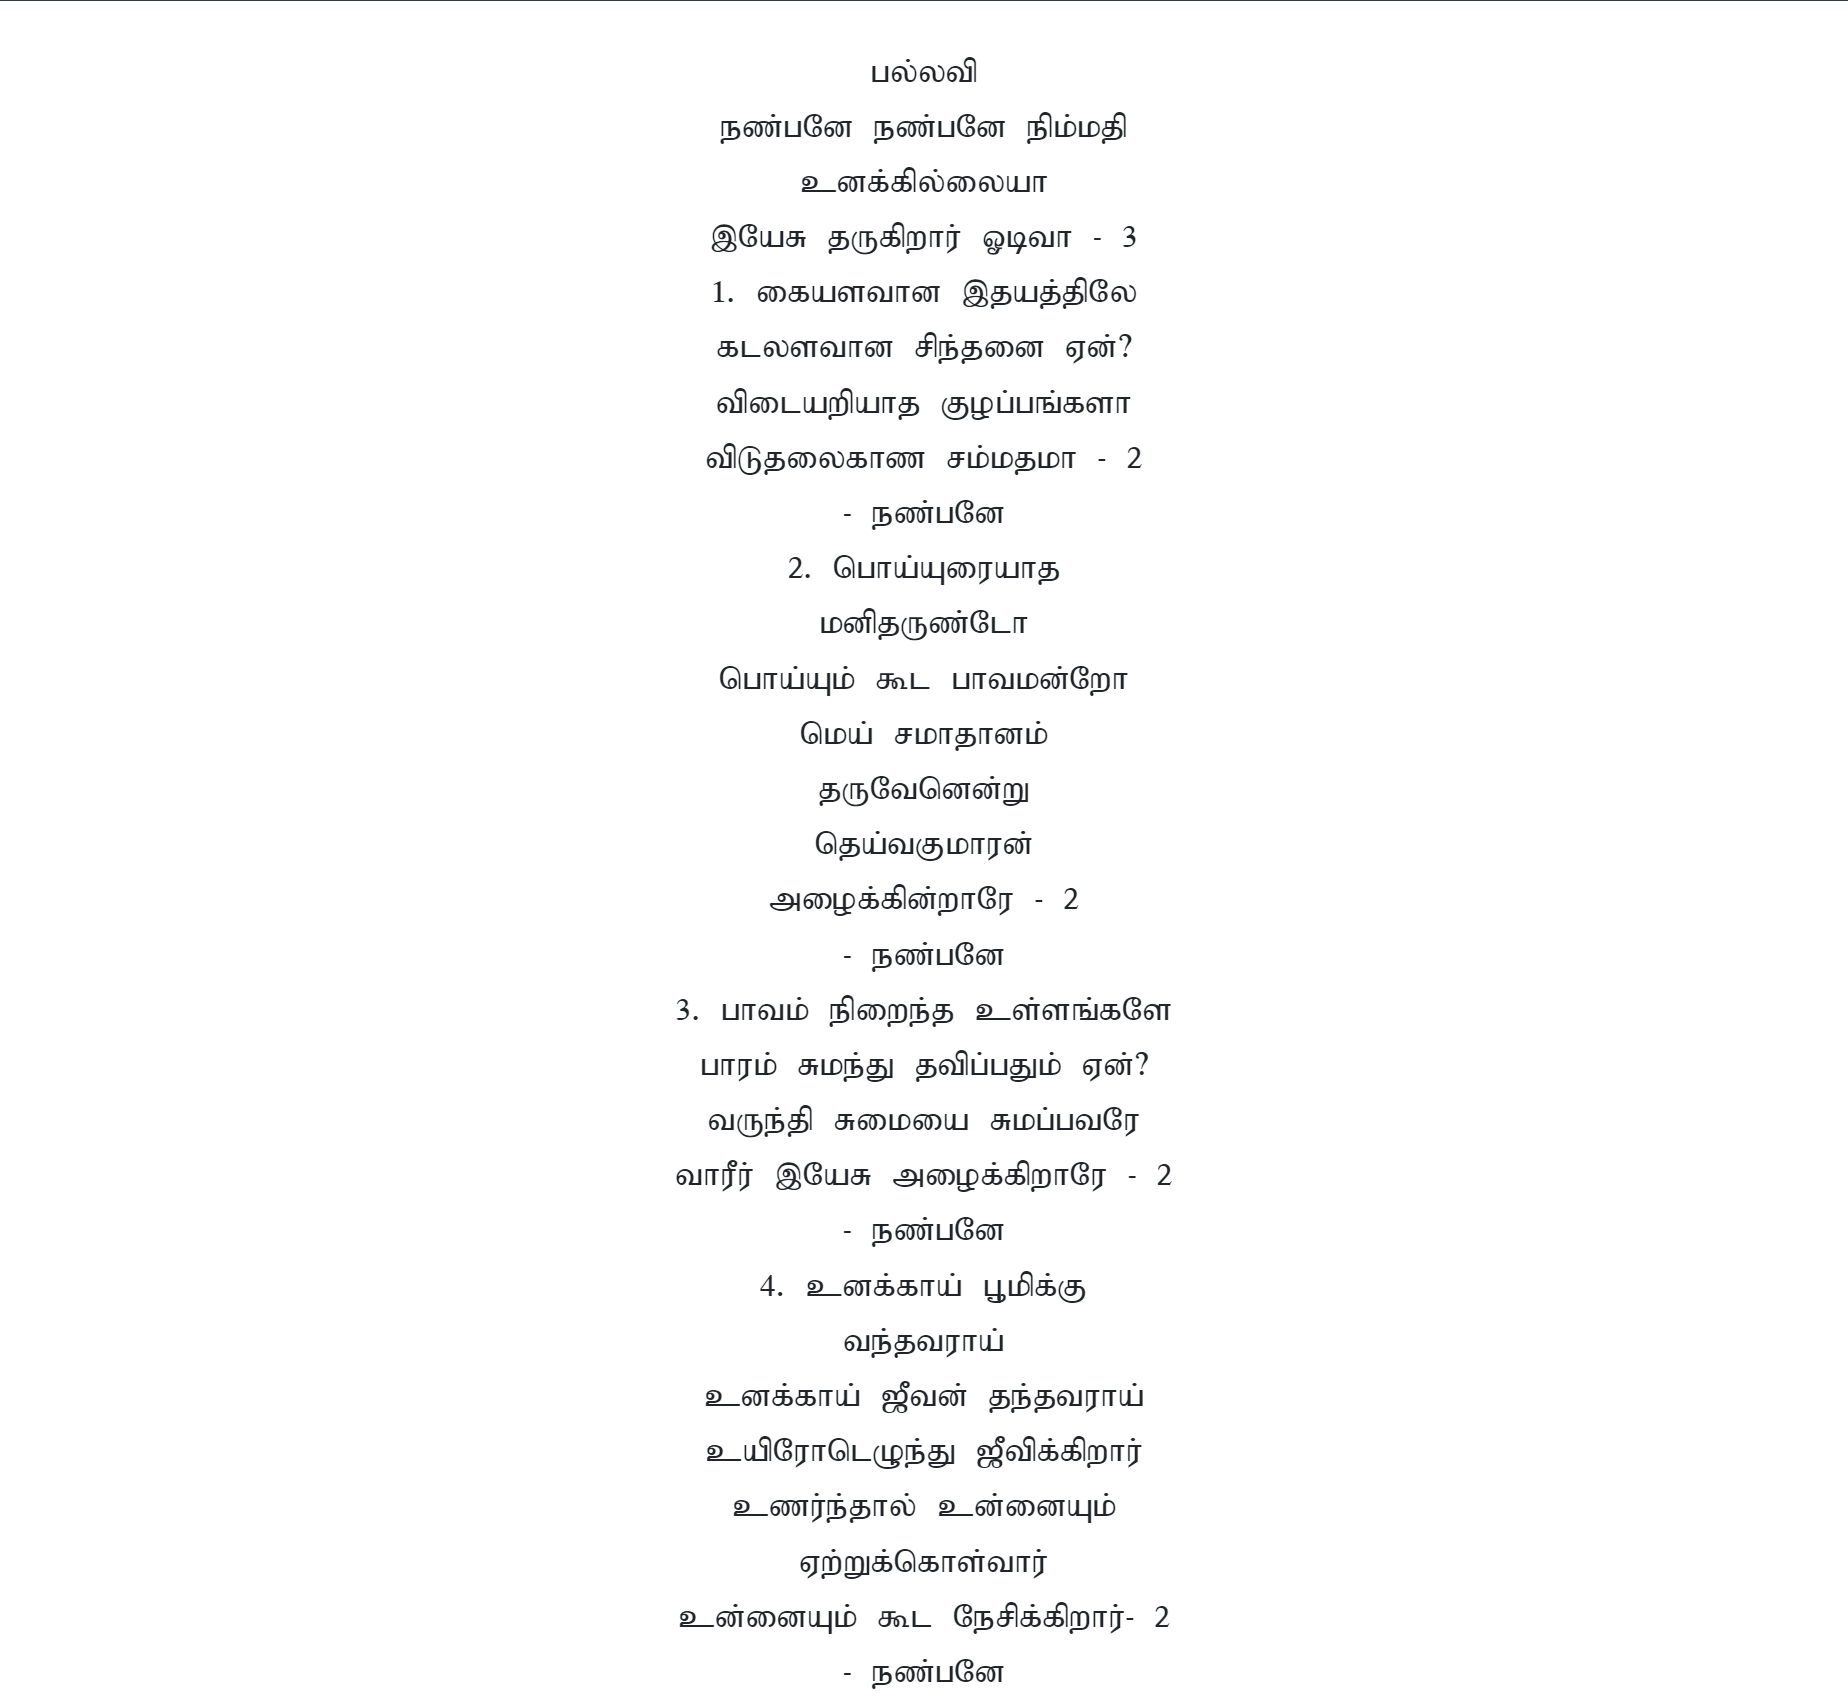 பல்லவி
நண்பனே நண்பனே நிம்மதி
உனக்கில்லையா
இயேசு தருகிறார் ஓடிவா - 3
1. கையளவான இதயத்திலே
கடலளவான சிந்தனை ஏன்?
விடையறியாத குழப்பங்களா
விடுதலைகாண சம்மதமா - 2
- நண்பனே
2. பொய்யுரையாத
மனிதருண்டோ
பொய்யும் கூட பாவமன்றோ
மெய் சமாதானம்
தருவேனென்று
தெய்வகுமாரன்
அழைக்கின்றாரே - 2
- நண்பனே
3. பாவம் நிறைந்த உள்ளங்களே
பாரம் சுமந்து தவிப்பதும் ஏன்?
வருந்தி சுமையை சுமப்பவரே
வாரீர் இயேசு அழைக்கிறாரே - 2
- நண்பனே
4. உனக்காய் பூமிக்கு
வந்தவராய்
உனக்காய் ஜீவன் தந்தவராய்
உயிரோடெழுந்து ஜீவிக்கிறார்
உணர்ந்தால் உன்னையும்
ஏற்றுக்கொள்வார்
உன்னையும் கூட நேசிக்கிறார்- 2
- நண்பனே